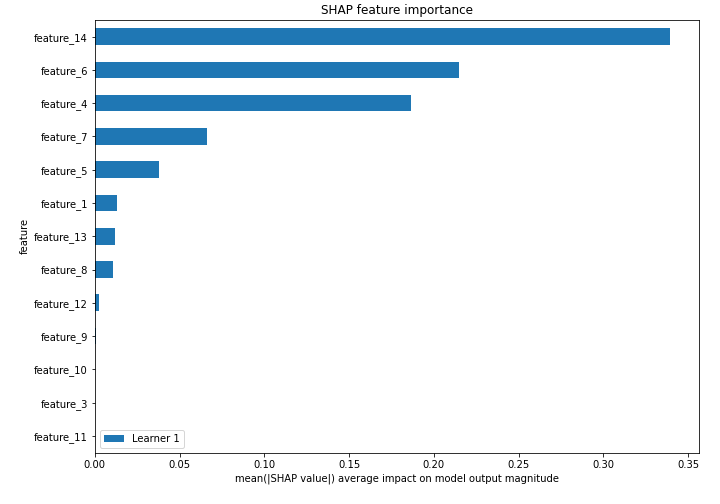 SHAP feature importance
feature_14
feature_6
feature_4
feature_7
feature_5
feature_1
feature_13
feature_8
feature_12
feature_9
feature_10
feature_3
feature_11
feature
Learner 1
0.00 0.05 0.10 0.15 0.20 0.25 0.30 0.35
mean(|SHAP value|) average impact on model output magnitude